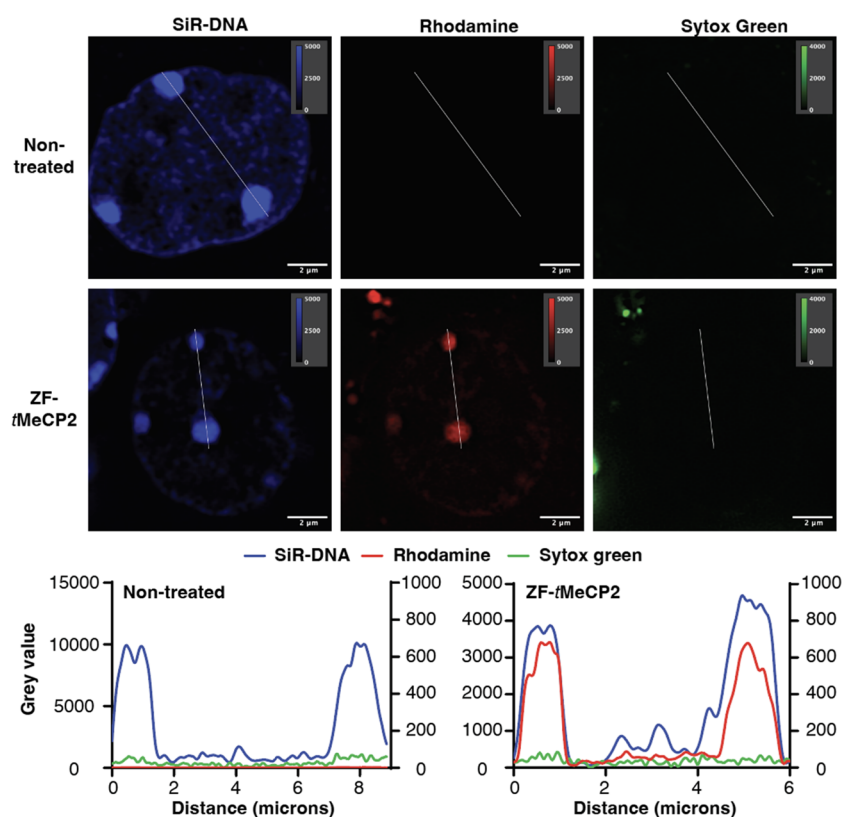 SiR-DNA Rhodamine Sytox Green
Non-
treated
5000
2500
0
2 μm
5000
2500
0
2 μm
4000
2000
0
2 μm
ZF-
tMeCP2
5000
2500
0
2 μm
5000
2500
0
2 μm
4000
2000
0
2 μm
SiR-DNA Rhodamine Sytox green
Non-treated
Grey value
15000
10000
5000
0
1000
800
600
400
200
0
0 2 4 6 8
Distance (microns)
ZF-tMeCP2
5000
4000
3000
2000
1000
0
1000
800
600
400
200
0
0 2 4 6
Distance (microns)